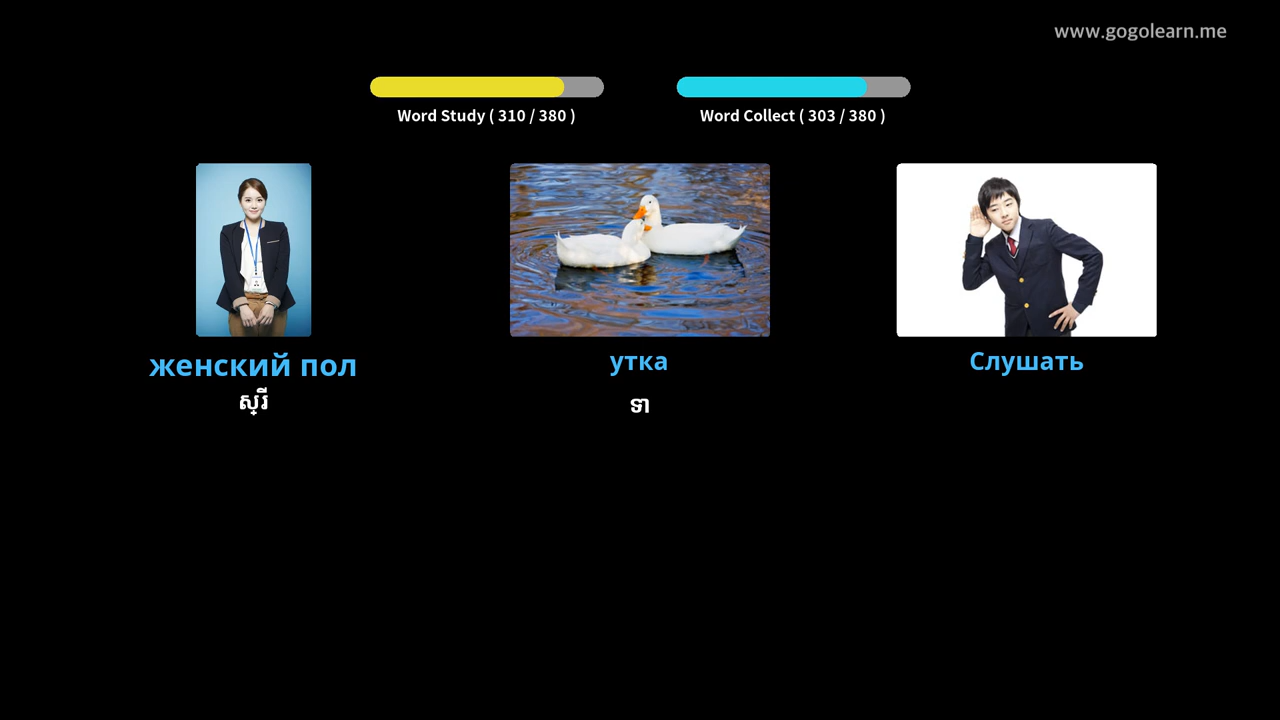 www.gogolearn.me
Word Study ( 310 / 380 )
Word Collect ( 303 / 380 )
женский пол
ស្រី
утка
ទា
Слушать